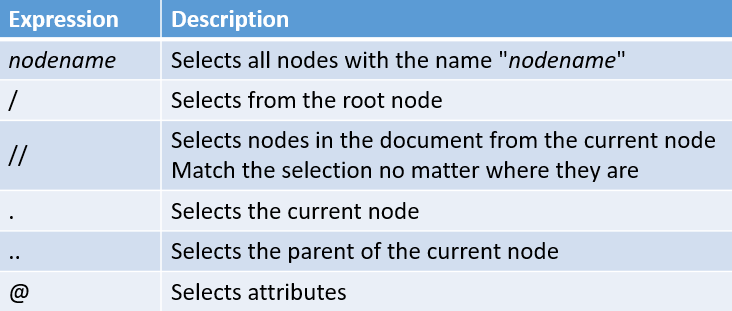 Expression Description
nodename Selects all nodes with the name "nodename"
/ Selects from the root node
// Selects nodes in the document from the current node
Match the selection no matter where they are
. Selects the current node
.. Selects the parent of the current node
@ Selects attributes